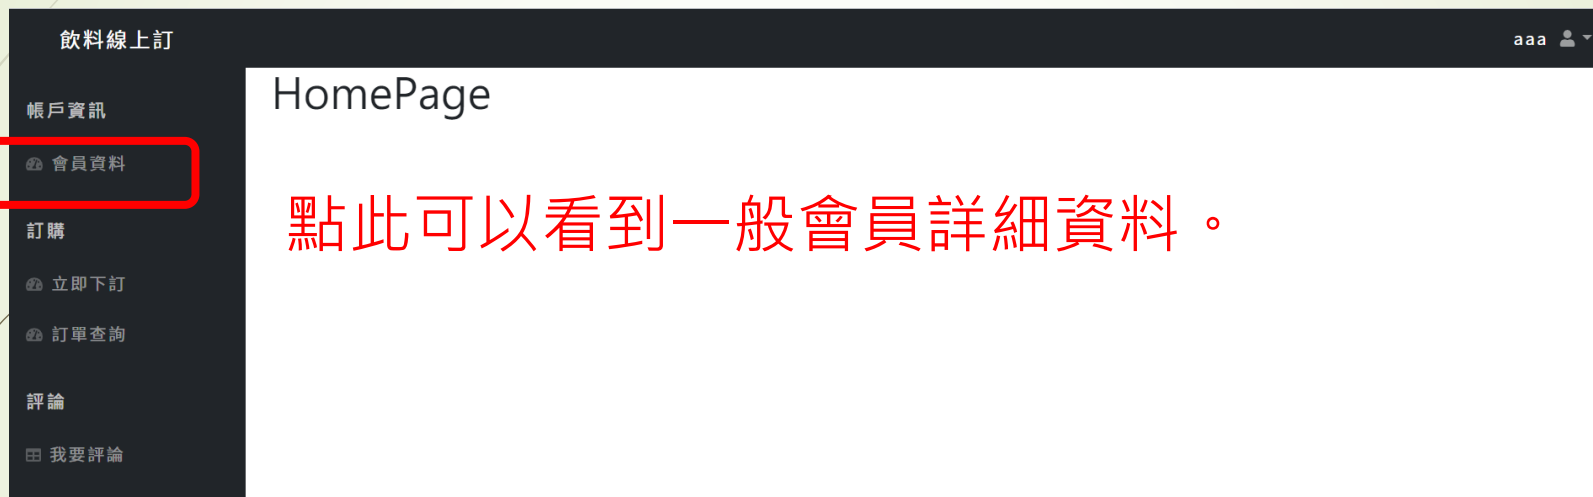 飲料線上訂
aaa
帳戶資訊
會員資料
訂購
立即下訂
訂單查詢
評論
我要評論
HomePage
點此可以看到一般會員詳細資料。